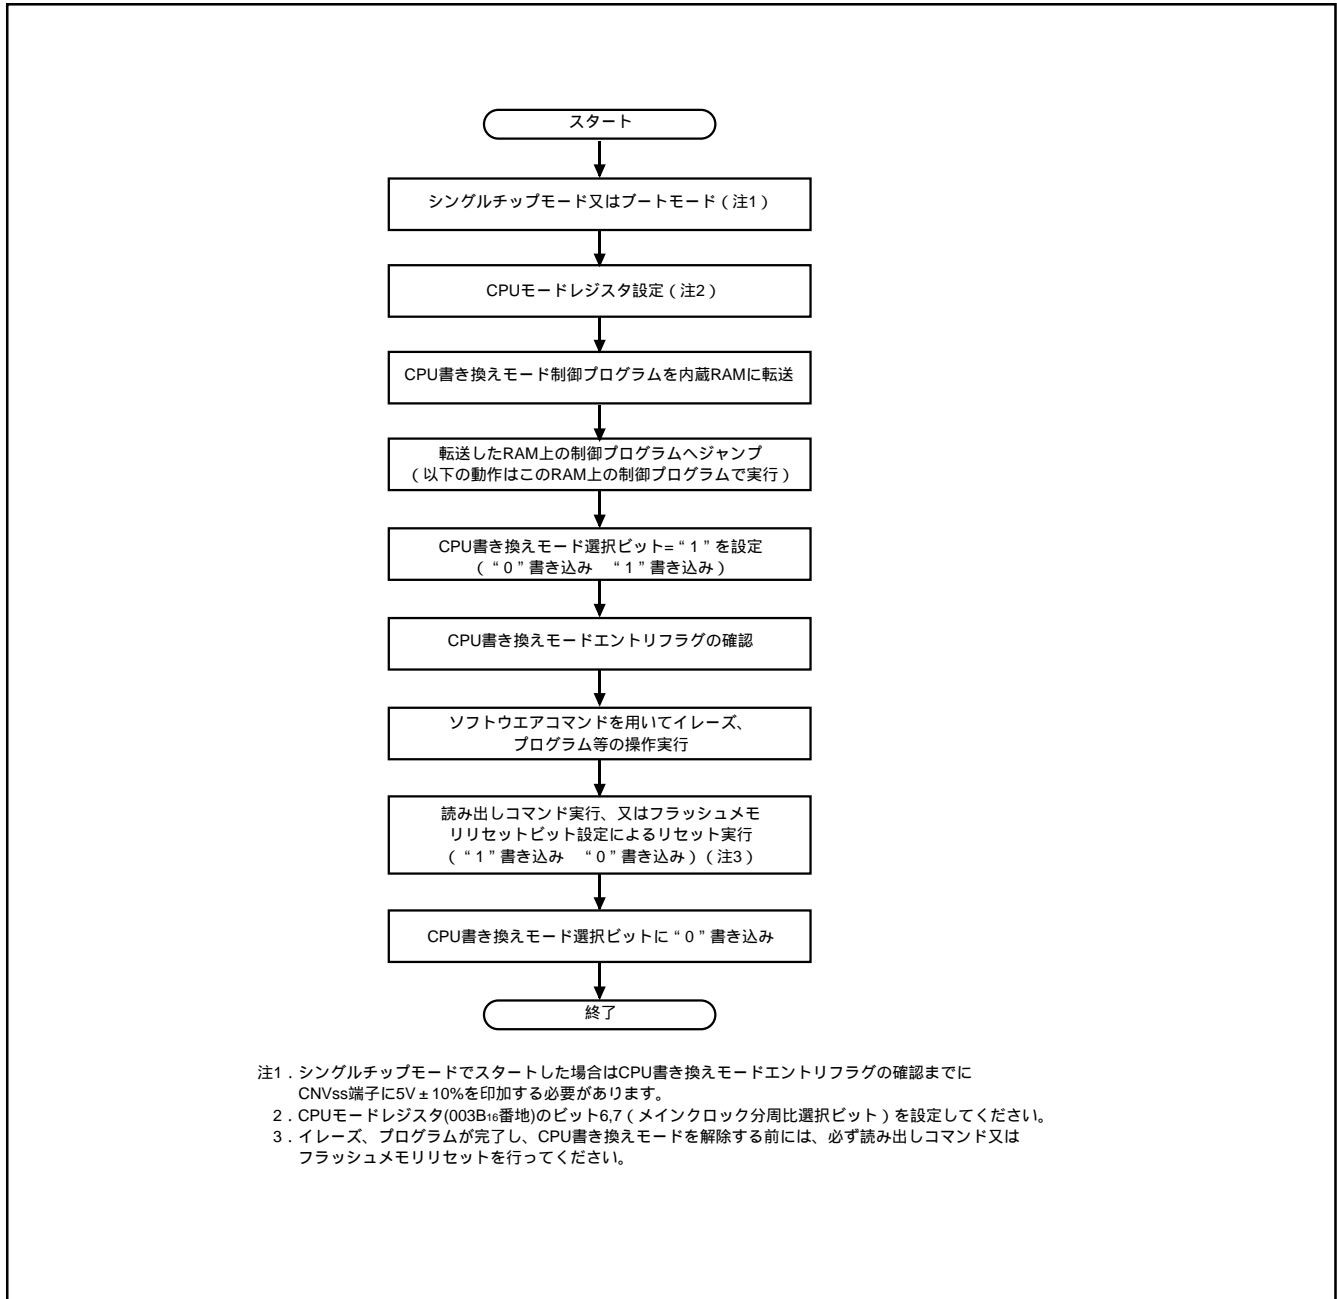 スタート
シングルチップモード又はブートモード（注1）
CPUモードレジスタ設定（注2）
CPU書き換えモード制御プログラムを内蔵RAMに転送
転送したRAM上の制御プログラムへジャンプ
（以下の動作はこのRAM上の制御プログラムで実行）
CPU書き換えモード選択ビット=“1”を設定
（“0”書き込み　“1”書き込み）
CPU書き換えモードエントリフラグの確認
ソフトウエアコマンドを用いてイレーズ、
プログラム等の操作実行
読み出しコマンド実行、又はフラッシュメモ
リリセットビット設定によるリセット実行
（“1”書き込み　“0”書き込み）（注3）
CPU書き換えモード選択ビットに“0”書き込み
終了
注1．シングルチップモードでスタートした場合はCPU書き換えモードエントリフラグの確認までに
CNVss端子に5V±10%を印加する必要があります。
2．CPUモードレジスタ(003B16番地)のビット6,7（メインクロック分周比選択ビット）を設定してください。
3．イレーズ、プログラムが完了し、CPU書き換えモードを解除する前には、必ず読み出しコマンド又は
フラッシュメモリリセットを行ってください。